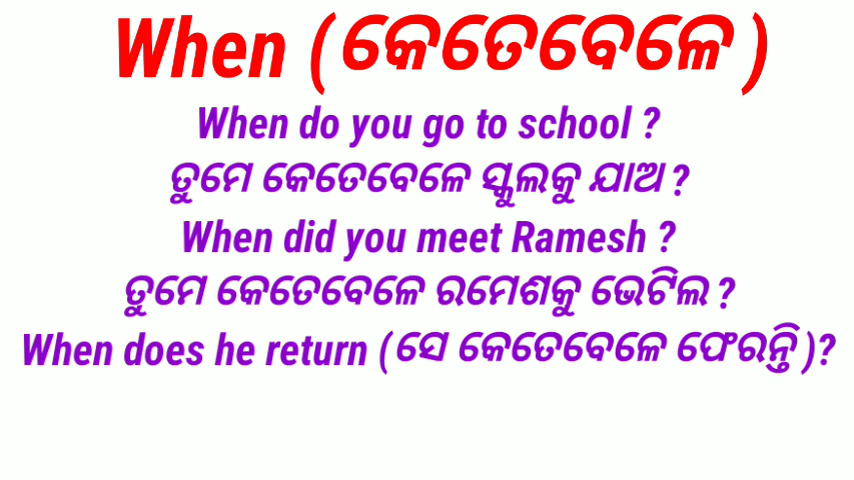 When (କେତେବେଳେ)
When do you go to school ?
ତୁମେ କେତେବେଳେ ସ୍କୁଲକୁ ଯାଅ ?
When did you meet Ramesh ?
ତୁମେ କେତେବେଳେ ରମେଶକୁ ଭେଟିଲ ?
When does he return (ସେ କେତେବେଳେ ଫେରନ୍ତି)?